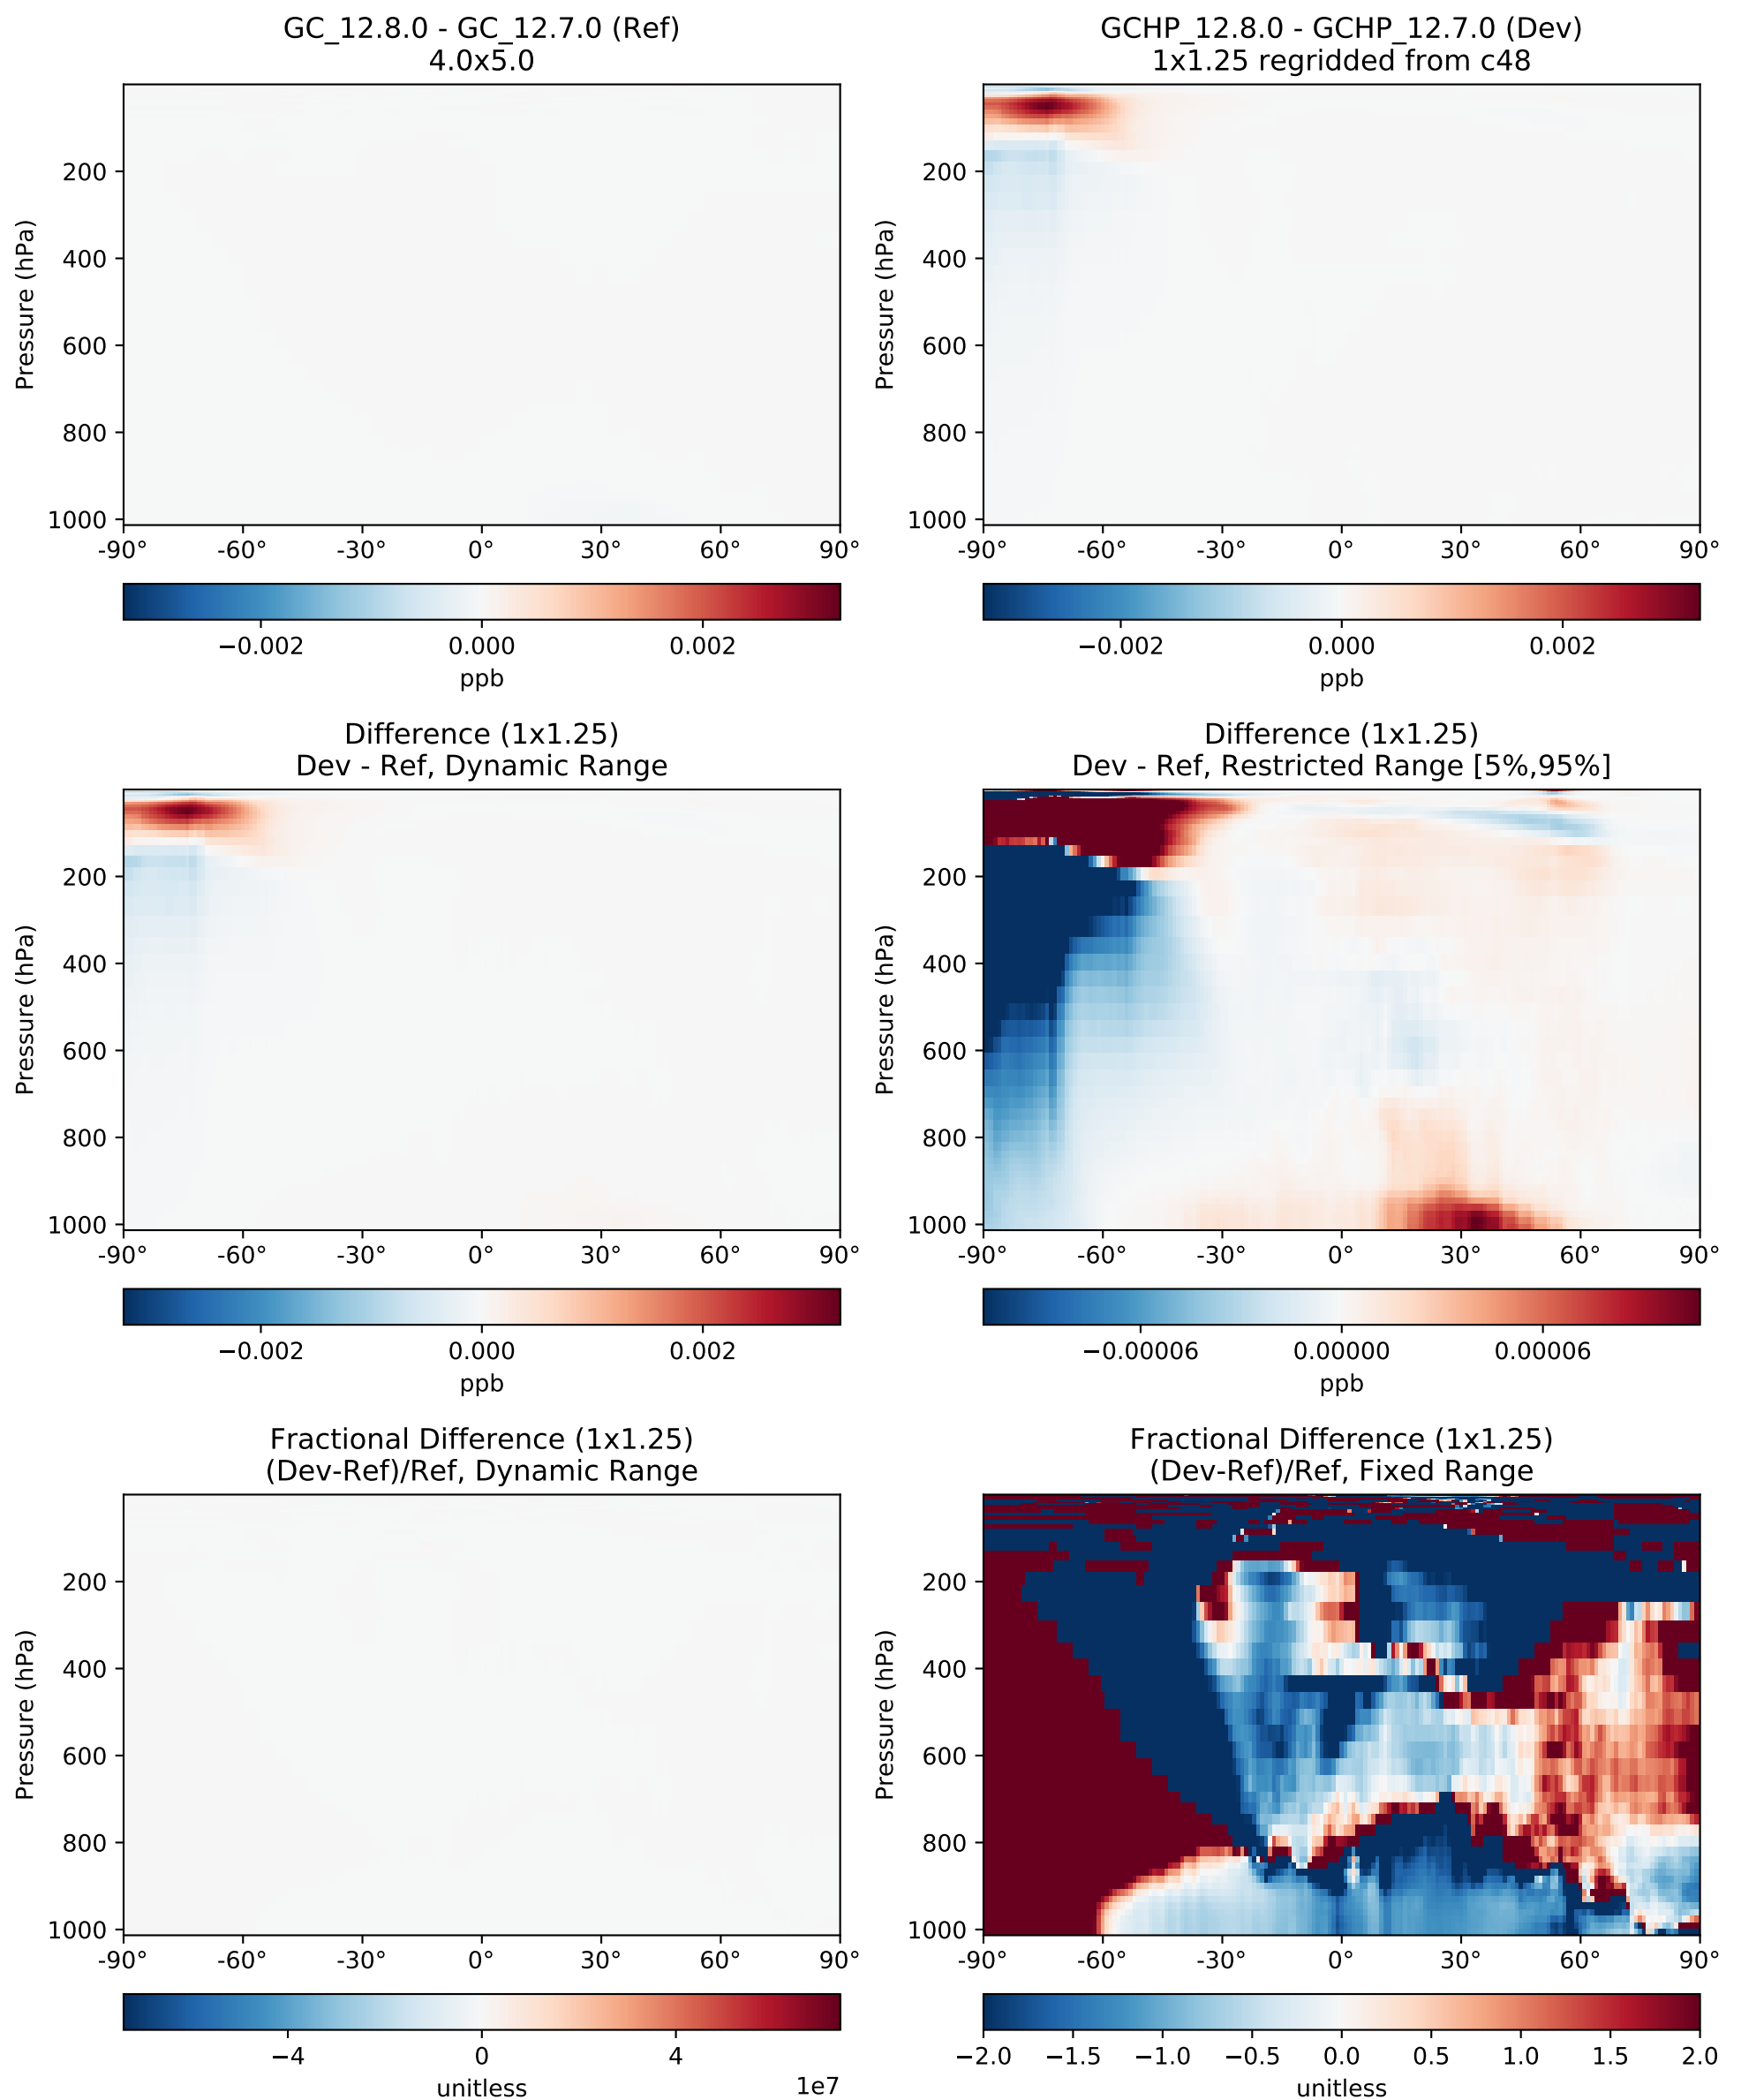 GC_12.8.0 - GC_12.7.0 (Ref)
4.0x5.0
Pressure (hPa)
200
400
600
800
1000
-90° -60° -30° 0° 30° 60° 90°
−0.002 0.000 0.002
ppb
GCHP_12.8.0 - GCHP_12.7.0 (Dev)
1x1.25 regridded from c48
Pressure (hPa)
200
400
600
800
1000
-90° -60° -30° 0° 30° 60° 90°
−0.002 0.000 0.002
ppb
Difference (1x1.25)
Dev - Ref, Dynamic Range
Pressure (hPa)
200
400
600
800
1000
-90° -60° -30° 0° 30° 60° 90°
−0.002 0.000 0.002
ppb
Difference (1x1.25)
Dev - Ref, Restricted Range [5%,95%]
Pressure (hPa)
200
400
600
800
1000
-90° -60° -30° 0° 30° 60° 90°
−0.00006 0.00000 0.00006
ppb
Fractional Difference (1x1.25)
(Dev-Ref)/Ref, Dynamic Range
Pressure (hPa)
200
400
600
800
1000
-90° -60° -30° 0° 30° 60° 90°
−4 0 4
unitless 1e7
Fractional Difference (1x1.25)
(Dev-Ref)/Ref, Fixed Range
Pressure (hPa)
200
400
600
800
1000
-90° -60° -30° 0° 30° 60° 90°
−2.0 −1.5 −1.0 −0.5 0.0 0.5 1.0 1.5 2.0
unitless